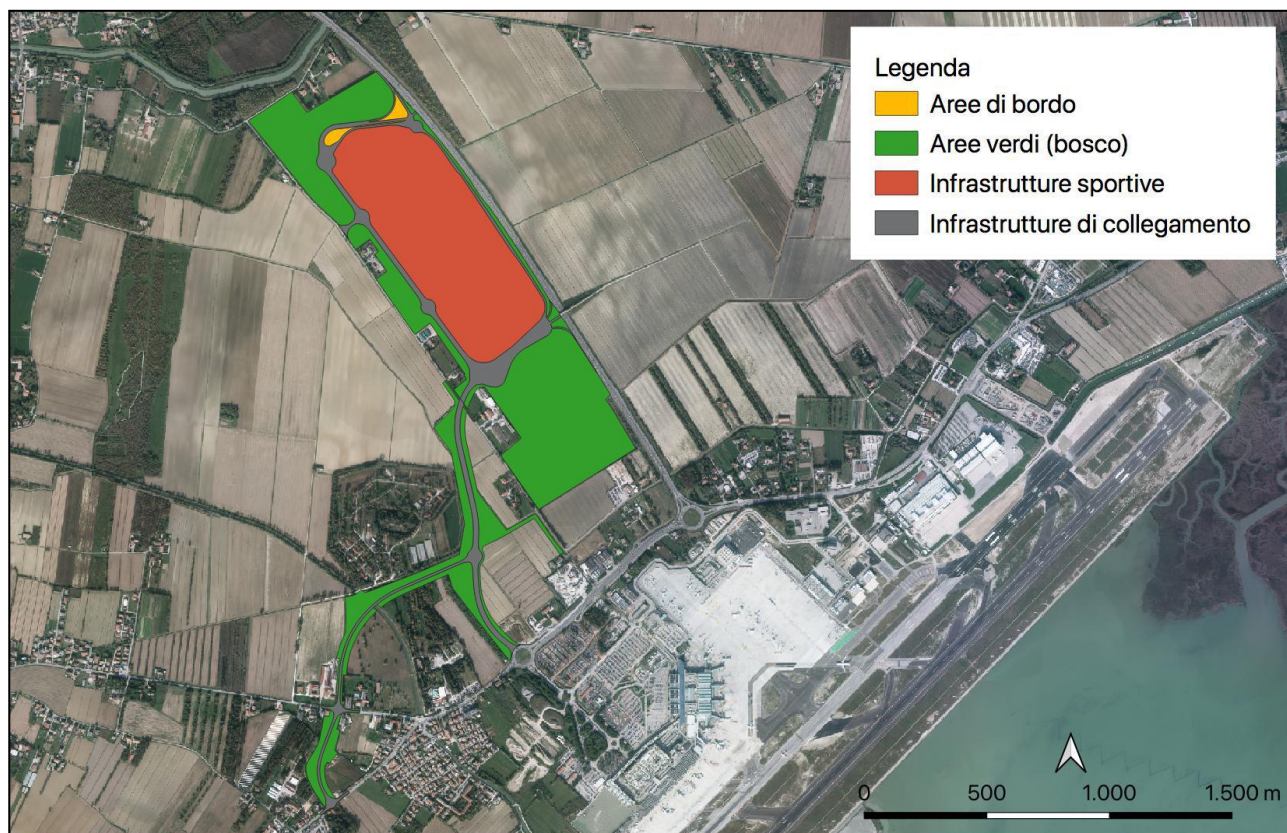 Legenda
Aree di bordo
Aree verdi (bosco)
Infrastrutture sportive
Infrastrutture di collegamento
0 500 1.000 1.500 m